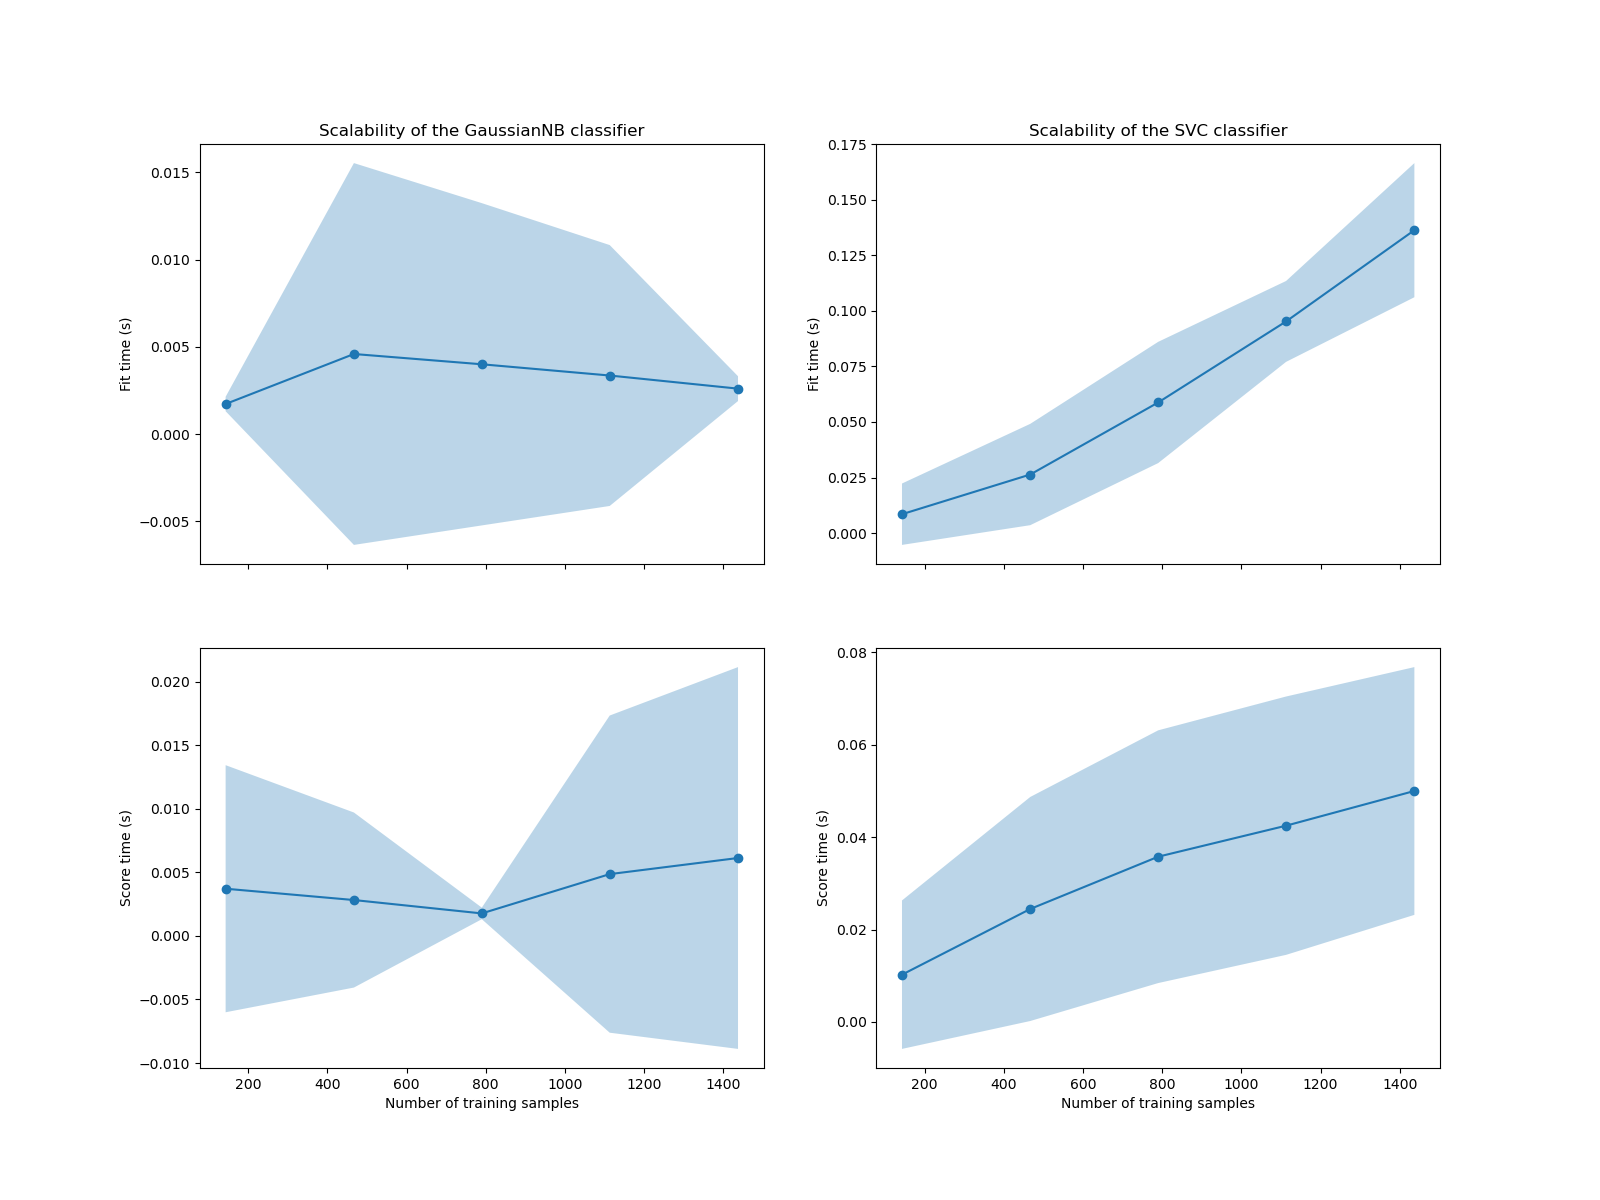 Scalability of the GaussianNB classifier
0.015
0.010
0.005
0.000
−0.005
Fit time (s)
Scalability of the SVC classifier
0.175
0.150
0.125
0.100
0.075
0.050
0.025
0.000
Fit time (s)
0.020
0.015
0.010
0.005
0.000
−0.005
−0.010
Score time (s)
200 400 600 800 1000 1200 1400
Number of training samples
0.08
0.06
0.04
0.02
0.00
Score time (s)
200 400 600 800 1000 1200 1400
Number of training samples